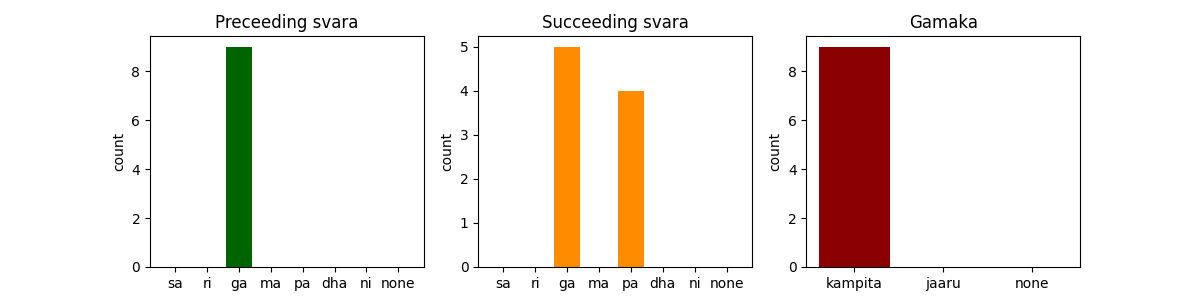 Preceeding svara
count
8
6
4
2
0
sa ri ga ma pa dha ni none
Succeeding svara
count
5
4
3
2
1
0
sa ri ga ma pa dha ni none
Gamaka
count
8
6
4
2
0
kampita jaaru none